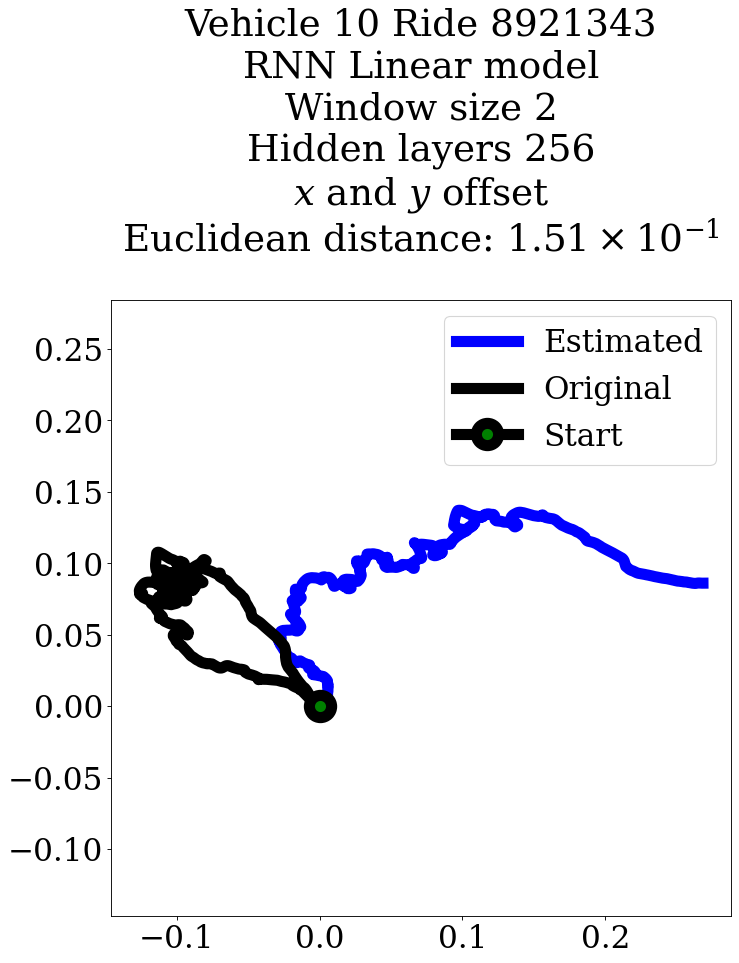 Vehicle 10 Ride 8921343
RNN Linear model
Window size 2
Hidden layers 256
x and y offset
Euclidean distance: 1.51 × 10⁻¹
Estimated
Original
Start
0.25
0.20
0.15
0.10
0.05
0.00
−0.05
−0.10
−0.1 0.0 0.1 0.2